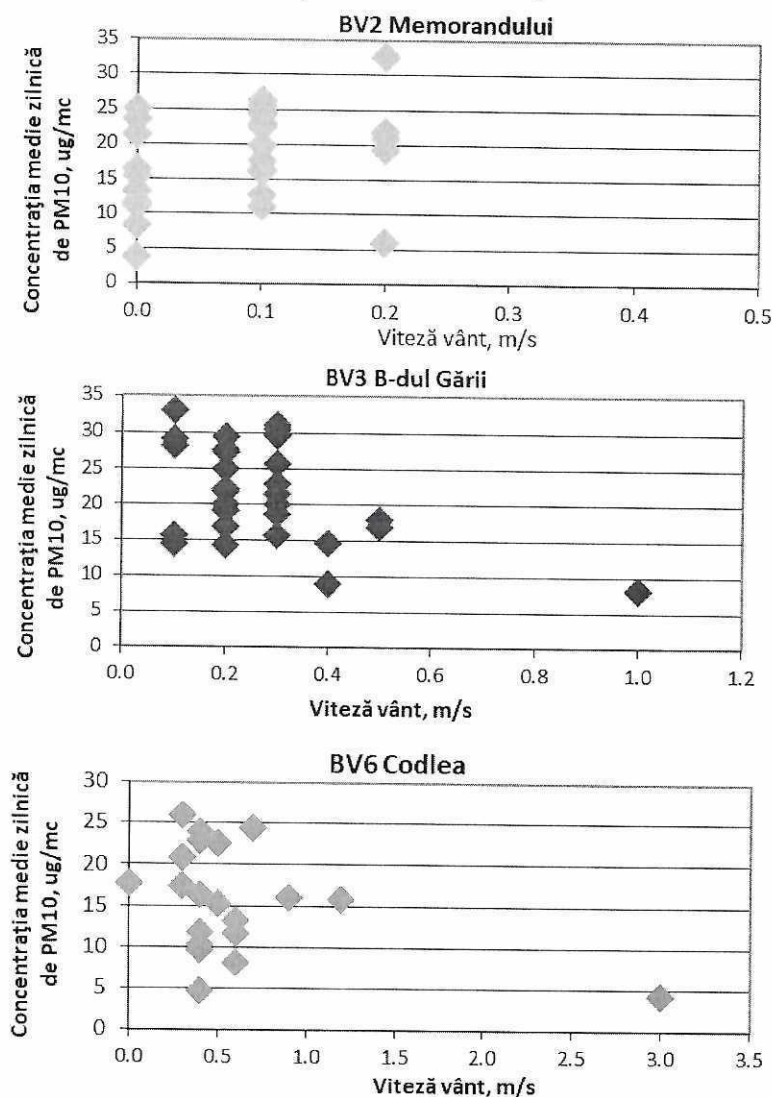 BV2 Memorandului
Concentrația medie zilnică
de PM10, ug/mc
35
30
25
20
15
10
5
0
0.0 0.1 0.2 0.3 0.4 0.5
Viteză vânt, m/s
BV3 B-dul Gării
Concentrația medie zilnică
de PM10, ug/mc
35
30
25
20
15
10
5
0
0.0 0.2 0.4 0.6 0.8 1.0 1.2
Viteză vânt, m/s
BV6 Codlea
Concentrația medie zilnică
de PM10, ug/mc
30
25
20
15
10
5
0
0.0 0.5 1.0 1.5 2.0 2.5 3.0 3.5
Viteză vânt, m/s